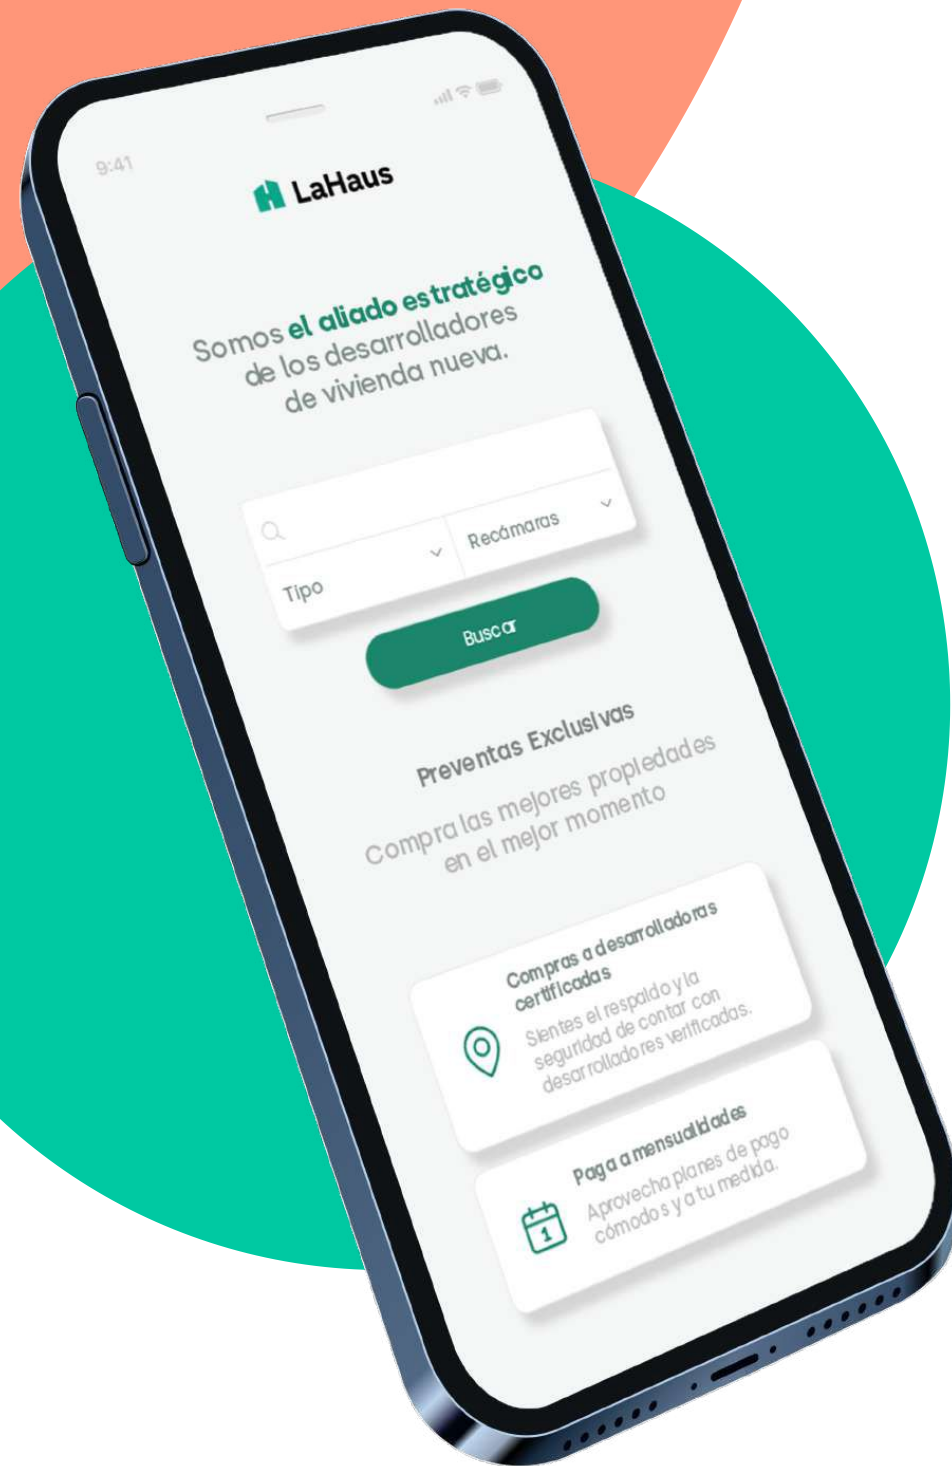 9:41
LaHaus
Somos el aliado estratégico
de los desarrolladores
de vivienda nueva.
Tipo
Recámaras
Buscar
Preventas Exclusivas
Compra las mejores propiedades
en el mejor momento
Compras a desarrolladoras
certificadas
Sientes el respaldo y la
seguridad de contar con
desarrolladores verificadas.
Paga a mensualidades
Aprovecha planes de pago
cómodos y a tu medida.
1